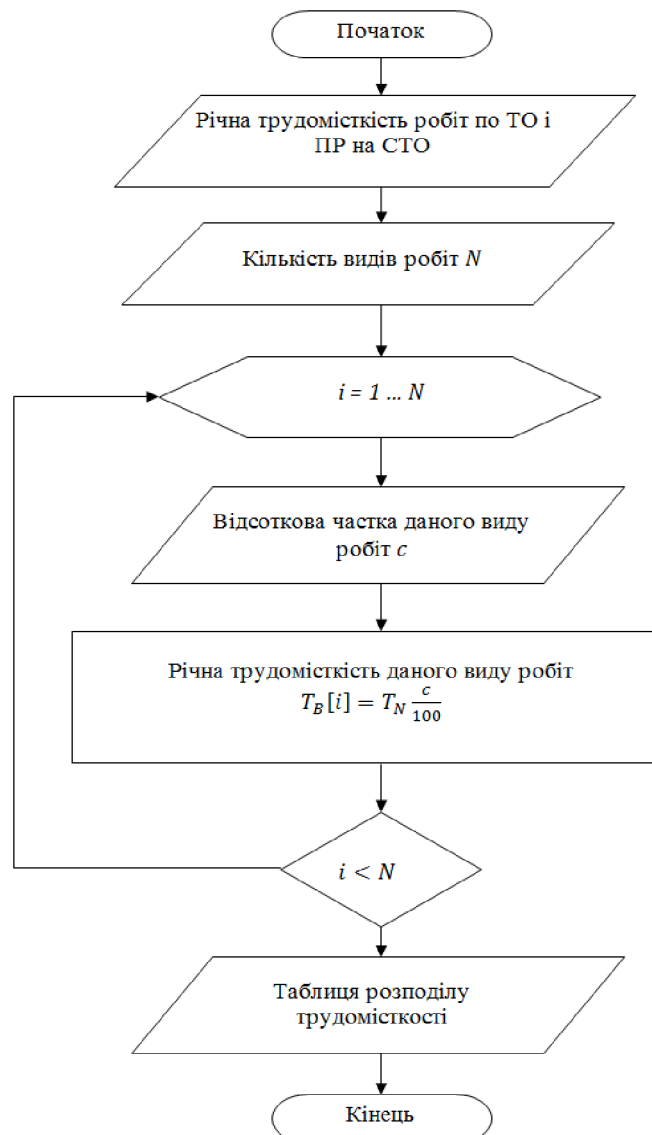 Початок
Річна трудомісткість робіт по ТО і
ПР на СТО
Кількість видів робіт N
i = 1 ... N
Відсоткова частка даного виду
робіт c
Річна трудомісткість даного виду робіт
T_B[i] = T_N c/100
i < N
Таблиця розподілу
трудомісткості
Кінець